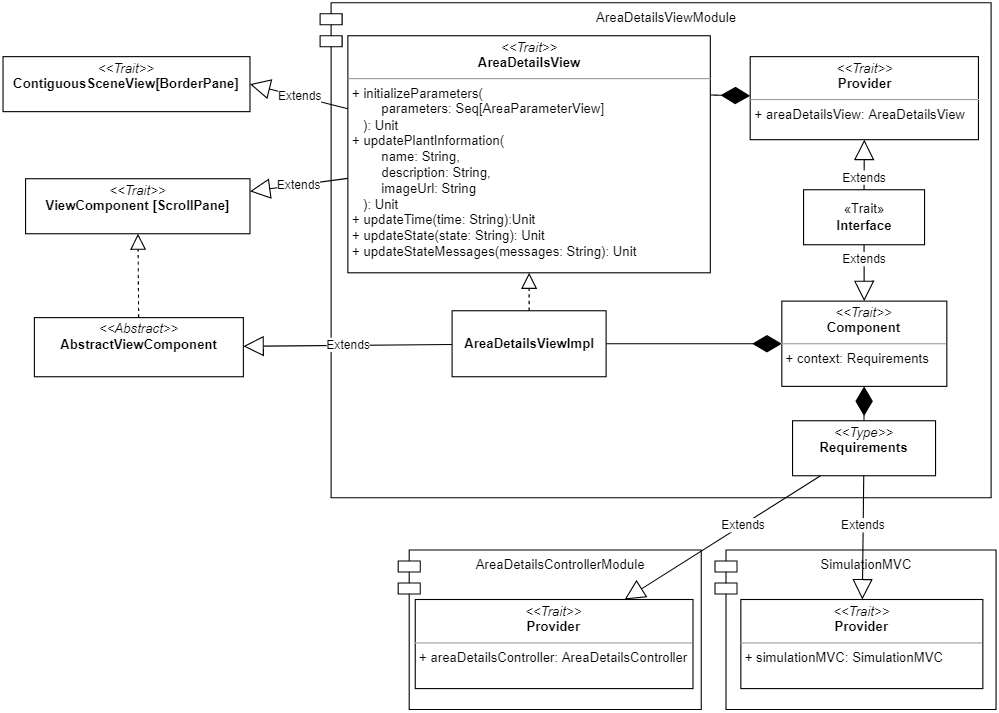 AreaDetailsViewModule
<<Trait>>
ContiguousSceneView[BorderPane]
Extends
<<Trait>>
AreaDetailsView
+ initializeParameters(
parameters: Seq[AreaParameterView]
): Unit
+ updatePlantInformation(
name: String,
description: String,
imageUrl: String
): Unit
+ updateTime(time: String):Unit
+ updateState(state: String): Unit
+ updateStateMessages(messages: String): Unit
<<Trait>>
Provider
+ areaDetailsView: AreaDetailsView
Extends
<<Trait>>
ViewComponent [ScrollPane]
Extends
«Trait»
Interface
Extends
<<Abstract>>
AbstractViewComponent
Extends
AreaDetailsViewImpl
<<Trait>>
Component
+ context: Requirements
<<Type>>
Requirements
Extends
Extends
AreaDetailsControllerModule
<<Trait>>
Provider
+ areaDetailsController: AreaDetailsController
SimulationMVC
<<Trait>>
Provider
+ simulationMVC: SimulationMVC